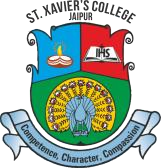 ST. XAVIER'S COLLEGE
JAIPUR
IHS
Competence, Character, Compassion